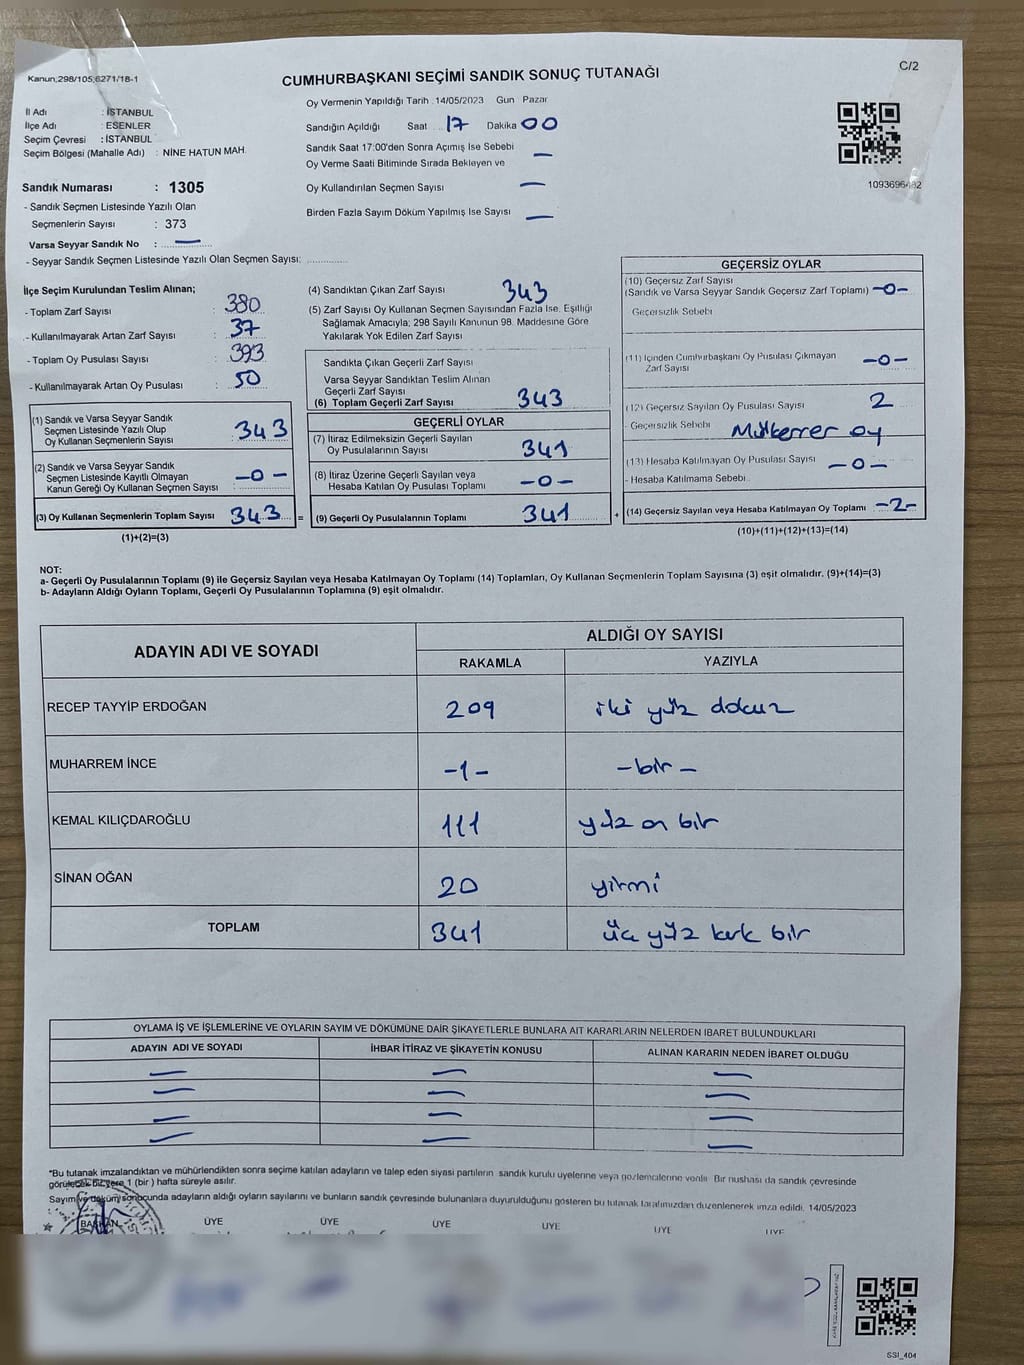 Kanun;298/105;6271/18-1
CUMHURBAŞKANI SEÇİMİ SANDIK SONUÇ TUTANAĞI
C/2
İl Adı : İSTANBUL
İlçe Adı : ESENLER
Seçim Çevresi : İSTANBUL
Seçim Bölgesi (Mahalle Adı) : NİNE HATUN MAH.
Oy Vermenin Yapıldığı Tarih : 14/05/2023 Gun Pazar
Sandığın Açıldığı Saat 17 Dakika 00
Sandık Saat 17:00'den Sonra Açımış İse Sebebi —
Oy Verme Saati Bitiminde Sırada Bekleyen ve
Oy Kullandırılan Seçmen Sayısı —
Birden Fazla Sayım Döküm Yapılmış İse Sayısı —
Sandık Numarası : 1305
- Sandık Seçmen Listesinde Yazılı Olan
Seçmenlerin Sayısı : 373
Varsa Seyyar Sandık No : —
- Seyyar Sandık Seçmen Listesinde Yazılı Olan Seçmen Sayısı: ............
İlçe Seçim Kurulundan Teslim Alınan;
- Toplam Zarf Sayısı : 380
- Kullanılmayarak Artan Zarf Sayısı : 37
- Toplam Oy Pusulası Sayısı : 393
- Kullanılmayarak Artan Oy Pusulası : 50
(1) Sandık ve Varsa Seyyar Sandık
Seçmen Listesinde Yazılı Olup
Oy Kullanan Seçmenlerin Sayısı : 343
(2) Sandık ve Varsa Seyyar Sandık
Seçmen Listesinde Kayıtlı Olmayan
Kanun Gereği Oy Kullanan Seçmen Sayısı : -0-
(3) Oy Kullanan Seçmenlerin Toplam Sayısı 343 =
(1)+(2)=(3)
(4) Sandıktan Çıkan Zarf Sayısı 343
(5) Zarf Sayısı Oy Kullanan Seçmen Sayısından Fazla İse, Eşitliği
Sağlamak Amacıyla; 298 Sayılı Kanunun 98. Maddesine Göre
Yakılarak Yok Edilen Zarf Sayısı
Sandıkta Çıkan Geçerli Zarf Sayısı
Varsa Seyyar Sandıktan Teslim Alınan
Geçerli Zarf Sayısı
(6) Toplam Geçerli Zarf Sayısı 343
GEÇERLİ OYLAR
(7) İtiraz Edilmeksizin Geçerli Sayılan
Oy Pusulasının Sayısı 341
(8) İtiraz Üzerine Geçerli Sayılan veya
Hesaba Katılan Oy Pusulası Toplamı -0-
(9) Geçerli Oy Pusulalarının Toplamı 341 +
GEÇERSİZ OYLAR
(10) Geçersiz Zarf Sayısı
(Sandık ve Varsa Seyyar Sandık Geçersiz Zarf Toplamı) -0-
Geçersizlik Sebebi
(11) İçinden Cumhurbaşkanı Oy Pusulası Çıkmayan
Zarf Sayısı -0-
(12) Geçersiz Sayılan Oy Pusulası Sayısı 2
- Geçersizlik Sebebi Mükerrer oy
(13) Hesaba Katılmayan Oy Pusulası Sayısı -0-
- Hesaba Katılmama Sebebi
(14) Geçersiz Sayılan veya Hesaba Katılmayan Oy Toplamı -2-
(10)+(11)+(12)+(13)=(14)
NOT:
a- Geçerli Oy Pusulalarının Toplamı (9) ile Geçersiz Sayılan veya Hesaba Katılmayan Oy Toplamı (14) Toplamları, Oy Kullanan Seçmenlerin Toplam Sayısına (3) eşit olmalıdır. (9)+(14)=(3)
b- Adayların Aldığı Oyların Toplamı, Geçerli Oy Pusulalarının Toplamına (9) eşit olmalıdır.
ADAYIN ADI VE SOYADI
ALDIĞI OY SAYISI
RAKAMLA YAZIYLA
RECEP TAYYİP ERDOĞAN 209 iki yüz dokuz
MUHARREM İNCE -1- -bir-
KEMAL KILIÇDAROĞLU 111 yüz on bir
SİNAN OĞAN 20 yirmi
TOPLAM 341 üç yüz kırk bir
OYLAMA İŞ VE İŞLEMLERİNE VE OYLARIN SAYIM VE DÖKÜMÜNE DAİR ŞİKAYETLERLE BUNLARA AİT KARARLARIN NELERDEN İBARET BULUNDUKLARI
ADAYIN ADI VE SOYADI İHBAR İTİRAZ VE ŞİKAYETİN KONUSU ALINAN KARARIN NEDEN İBARET OLDUĞU
— — —
— — —
— — —
— — —
*Bu tutanak imzalandıktan ve mühürlendikten sonra seçime katılan adayların ve talep eden siyasi partilerin sandık kurulu üyelerine veya gözlemcilerine verilir. Bir nushası da sandık çevresinde
görülecek bir yere 1 (bir) hafta süreyle asılır.
Sayım ve döküm sonucunda adayların aldığı oyların sayılarını ve bunların sandık çevresinde bulunanlara duyurulduğunu gösteren bu tutanak tarafımızdan düzenlenerek imza edildi. 14/05/2023
BAŞKAN ÜYE ÜYE ÜYE ÜYE ÜYE ÜYE
SSI_404